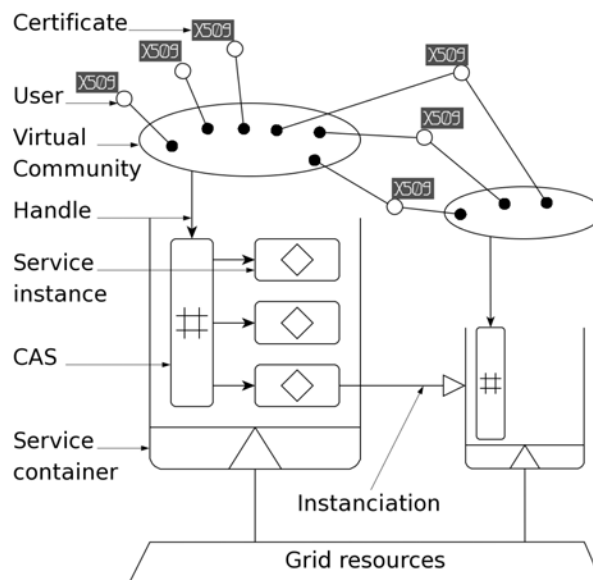 Certificate
X509
X509
X509
X509
User
X509
Virtual
Community
X509
Handle
Service
instance
CAS
Service
container
Instanciation
Grid resources